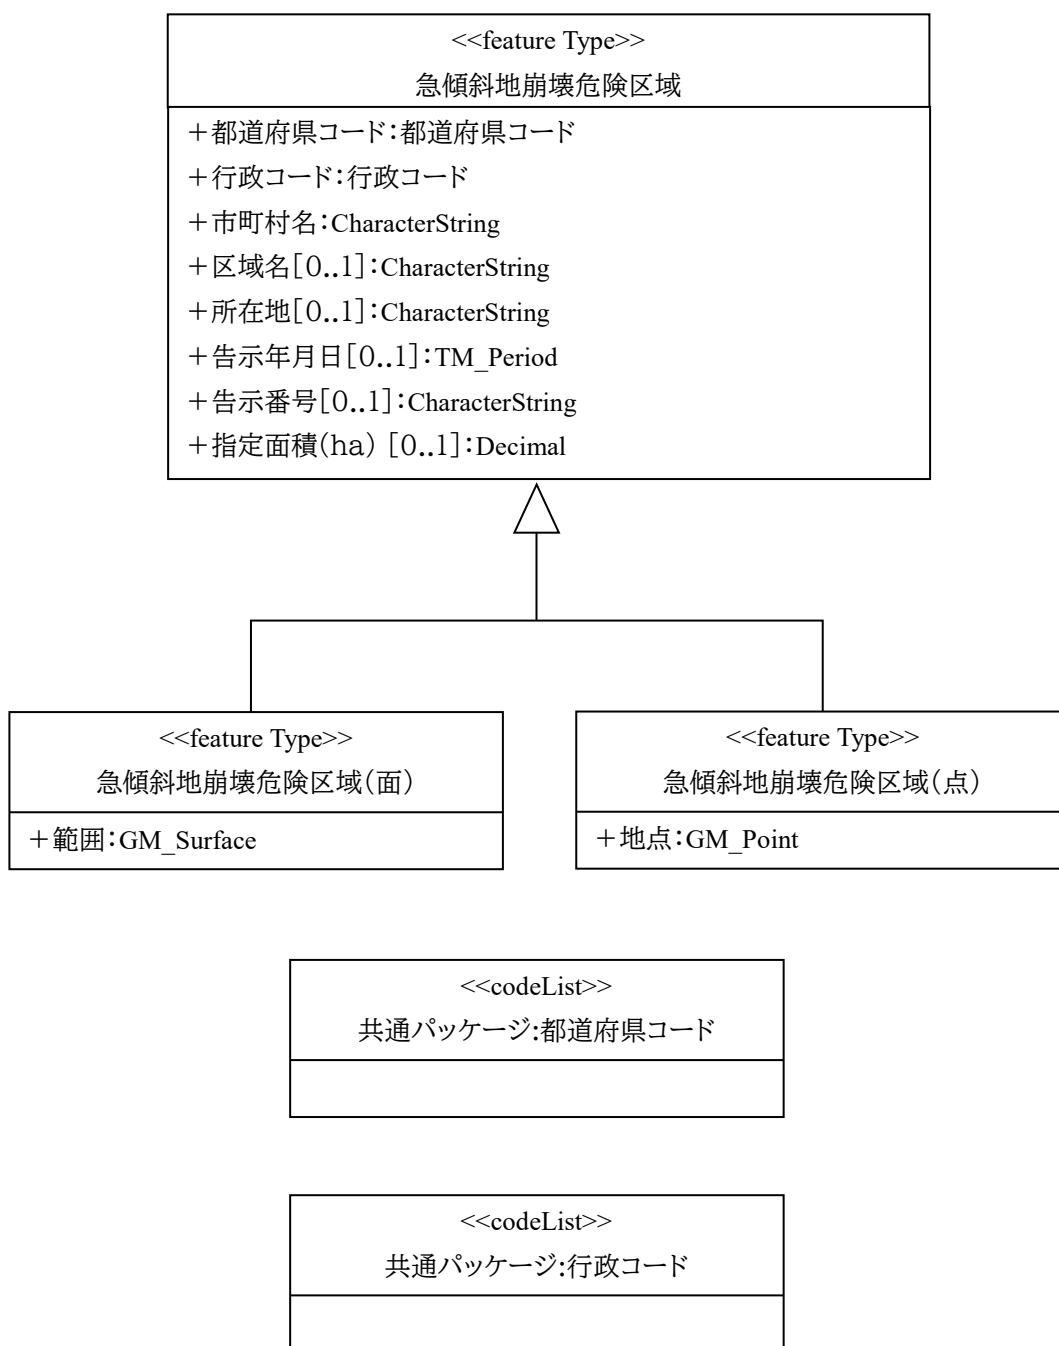 <<feature Type>>
急傾斜地崩壊危険区域
＋都道府県コード：都道府県コード
＋行政コード：行政コード
＋市町村名：CharacterString
＋区域名［0..1］：CharacterString
＋所在地［0..1］：CharacterString
＋告示年月日［0..1］：TM_Period
＋告示番号［0..1］：CharacterString
＋指定面積（ha） ［0..1］：Decimal
<<feature Type>>
急傾斜地崩壊危険区域（面）
＋範囲：GM_Surface
<<feature Type>>
急傾斜地崩壊危険区域（点）
＋地点：GM_Point
<<codeList>>
共通パッケージ:都道府県コード
<<codeList>>
共通パッケージ:行政コード